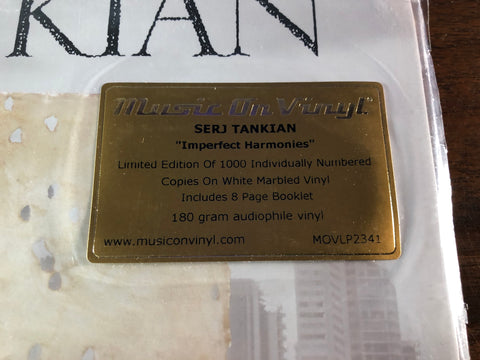 KIAN
Music On Vinyl
SERJ TANKIAN
"Imperfect Harmonies"
Limited Edition Of 1000 Individually Numbered
Copies On White Marbled Vinyl
Includes 8 Page Booklet
180 gram audiophile vinyl
www.musiconvinyl.com MOVLP2341